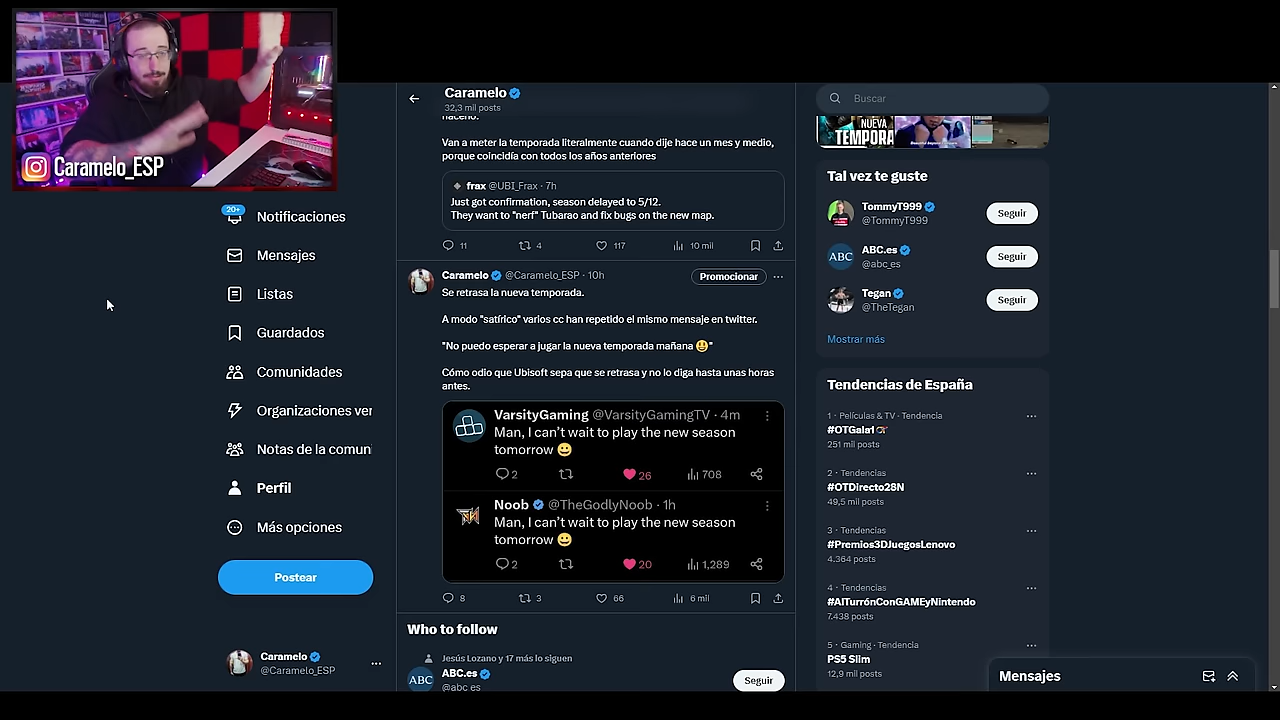 Caramelo_ESP
20+
Notificaciones
Mensajes
Listas
Guardados
Comunidades
Organizaciones ver
Notas de la comuni
Perfil
Más opciones
Postear
Caramelo
@Caramelo_ESP
Caramelo
32,3 mil posts
hacerlo.
Van a meter la temporada literalmente cuando dije hace un mes y medio,
porque coincidía con todos los años anteriores
frax @UBI_Frax · 7h
Just got confirmation, season delayed to 5/12.
They want to "nerf" Tubarao and fix bugs on the new map.
11 4 117 10 mil
Caramelo @Caramelo_ESP · 10h
Promocionar
Se retrasa la nueva temporada.
A modo "satírico" varios cc han repetido el mismo mensaje en twitter.
"No puedo esperar a jugar la nueva temporada mañana 😃"
Cómo odio que Ubisoft sepa que se retrasa y no lo diga hasta unas horas
antes.
VarsityGaming @VarsityGamingTV · 4m
Man, I can't wait to play the new season
tomorrow 😀
2 26 708
Noob @TheGodlyNoob · 1h
Man, I can't wait to play the new season
tomorrow 😀
2 20 1,289
8 3 66 6 mil
Who to follow
Jesús Lozano y 17 más lo siguen
ABC.es
@abc_es
Seguir
Buscar
NUEVA
TEMPORA
Tal vez te guste
TommyT999
@TommyT999
Seguir
ABC
ABC.es
@abc_es
Seguir
Tegan
@TheTegan
Seguir
Mostrar más
Tendencias de España
1 · Películas & TV · Tendencia
#OTGala1
251 mil posts
2 · Tendencias
#OTDirecto28N
49,5 mil posts
3 · Tendencias
#Premios3DJuegosLenovo
4.364 posts
4 · Tendencias
#AlTurrónConGAMEyNintendo
7.438 posts
5 · Gaming · Tendencia
PS5 Slim
12,9 mil posts
Mensajes